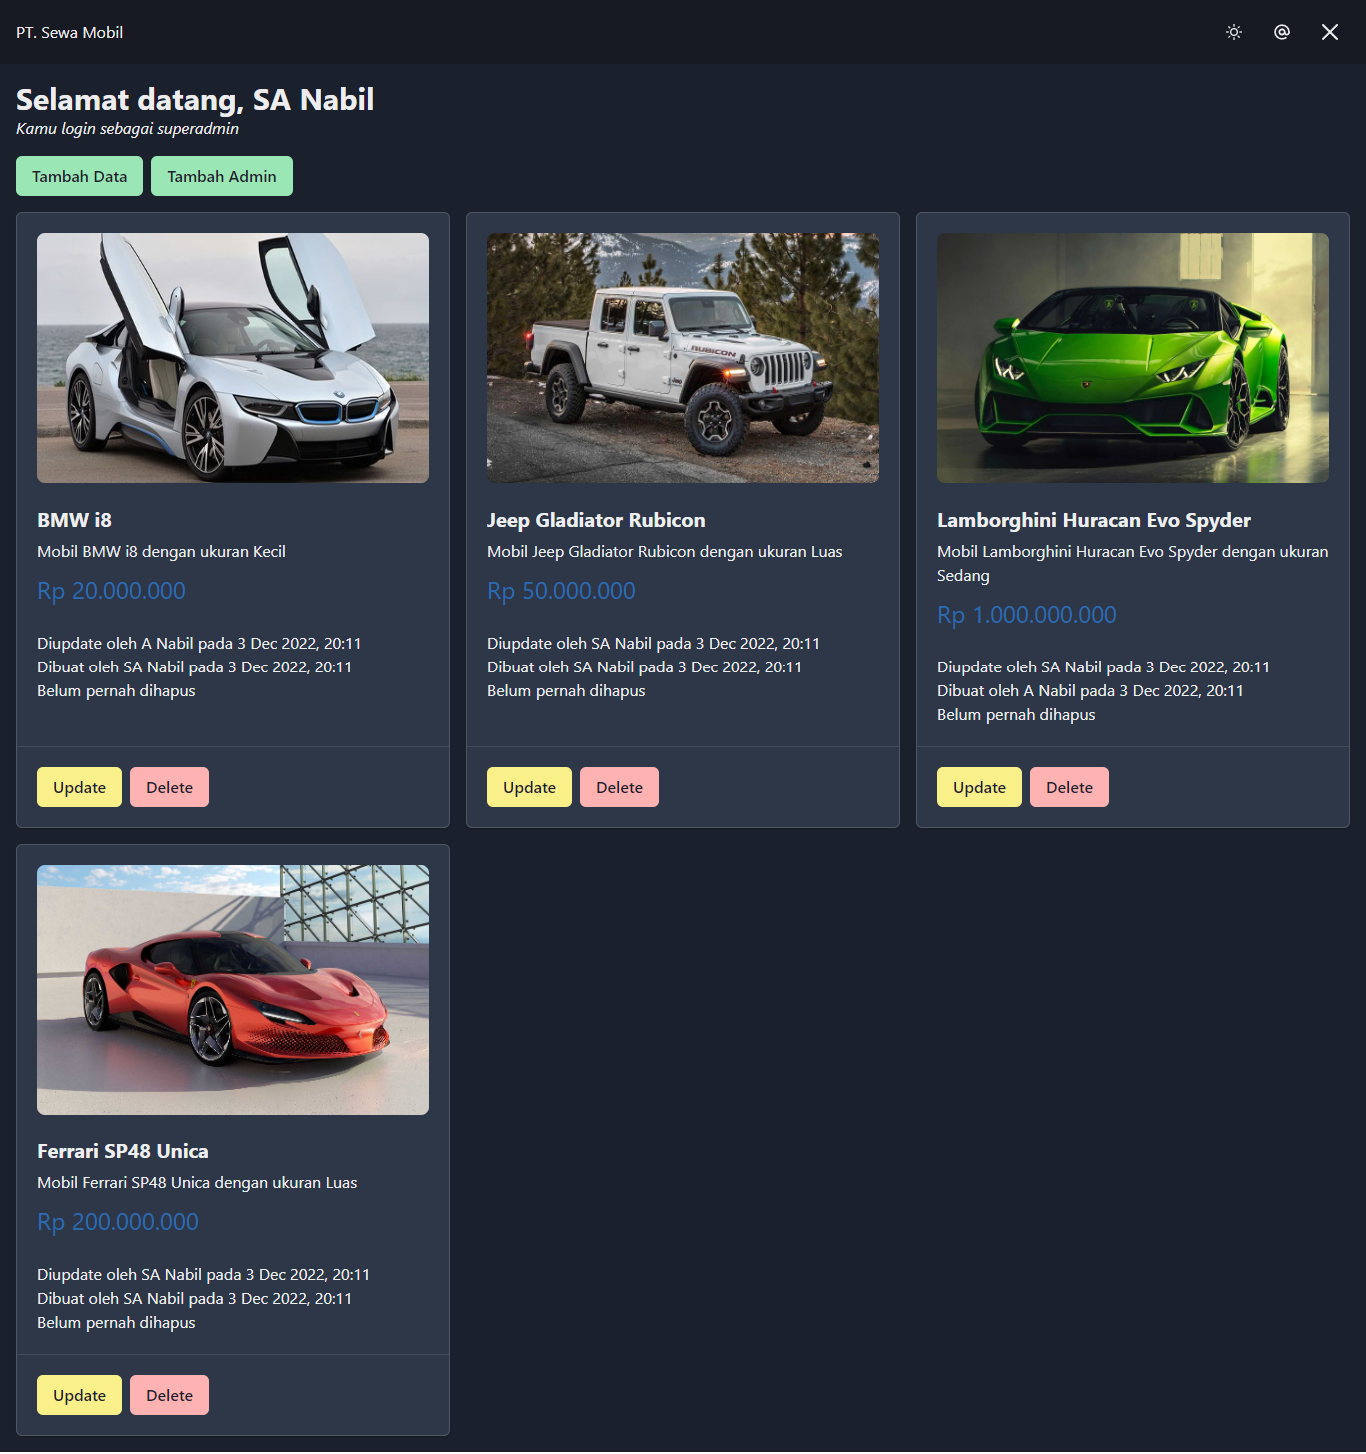 PT. Sewa Mobil
Selamat datang, SA Nabil
Kamu login sebagai superadmin
Tambah Data
Tambah Admin
BMW i8
Mobil BMW i8 dengan ukuran Kecil
Rp 20.000.000
Diupdate oleh A Nabil pada 3 Dec 2022, 20:11
Dibuat oleh SA Nabil pada 3 Dec 2022, 20:11
Belum pernah dihapus
Update
Delete
RUBICON
Jeep Gladiator Rubicon
Mobil Jeep Gladiator Rubicon dengan ukuran Luas
Rp 50.000.000
Diupdate oleh SA Nabil pada 3 Dec 2022, 20:11
Dibuat oleh SA Nabil pada 3 Dec 2022, 20:11
Belum pernah dihapus
Update
Delete
Lamborghini Huracan Evo Spyder
Mobil Lamborghini Huracan Evo Spyder dengan ukuran
Sedang
Rp 1.000.000.000
Diupdate oleh SA Nabil pada 3 Dec 2022, 20:11
Dibuat oleh A Nabil pada 3 Dec 2022, 20:11
Belum pernah dihapus
Update
Delete
Ferrari SP48 Unica
Mobil Ferrari SP48 Unica dengan ukuran Luas
Rp 200.000.000
Diupdate oleh SA Nabil pada 3 Dec 2022, 20:11
Dibuat oleh SA Nabil pada 3 Dec 2022, 20:11
Belum pernah dihapus
Update
Delete